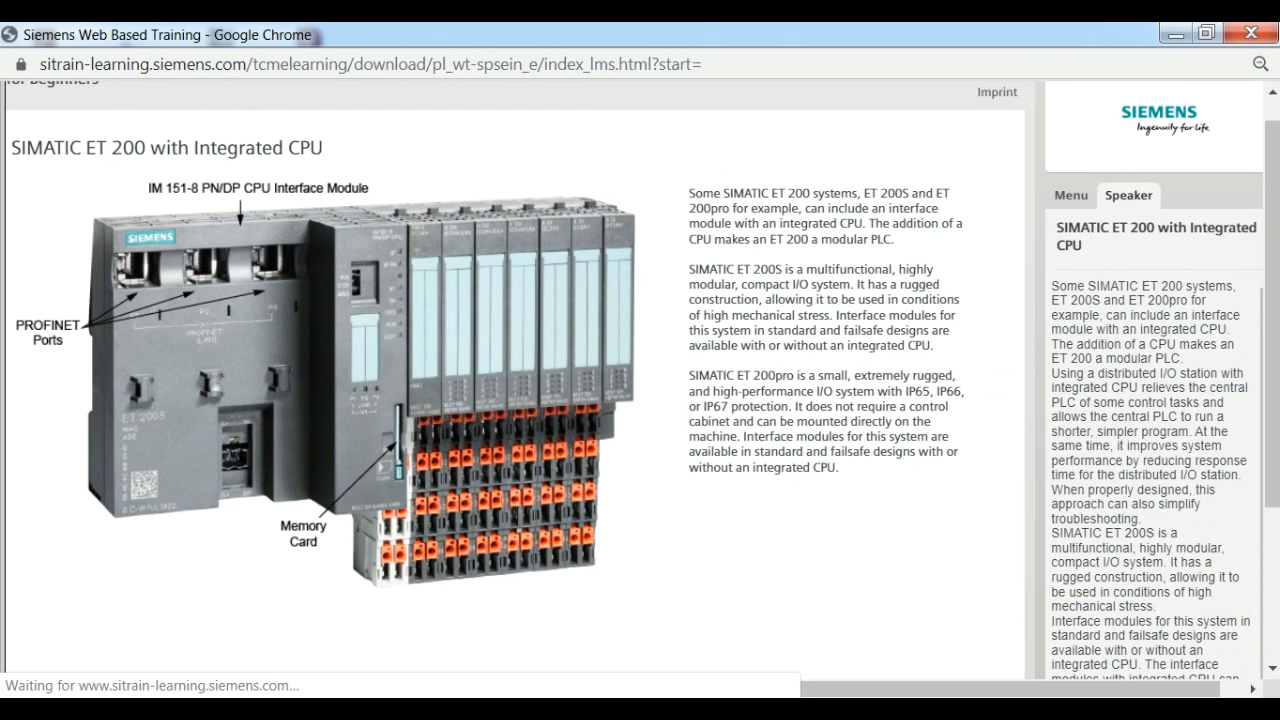 Siemens Web Based Training - Google Chrome
sitrain-learning.siemens.com/tcmelearning/download/pl_wt-spsein_e/index_lms.html?start=
for Beginners
Imprint
SIMATIC ET 200 with Integrated CPU
IM 151-8 PN/DP CPU Interface Module
SIEMENS
PROFINET
Ports
ET 200S
Memory
Card
Some SIMATIC ET 200 systems, ET 200S and ET
200pro for example, can include an interface
module with an integrated CPU. The addition of a
CPU makes an ET 200 a modular PLC.
SIMATIC ET 200S is a multifunctional, highly
modular, compact I/O system. It has a rugged
construction, allowing it to be used in conditions
of high mechanical stress. Interface modules for
this system in standard and failsafe designs are
available with or without an integrated CPU.
SIMATIC ET 200pro is a small, extremely rugged,
and high-performance I/O system with IP65, IP66,
or IP67 protection. It does not require a control
cabinet and can be mounted directly on the
machine. Interface modules for this system are
available in standard and failsafe designs with or
without an integrated CPU.
SIEMENS
Ingenuity for life
Menu
Speaker
SIMATIC ET 200 with Integrated
CPU
Some SIMATIC ET 200 systems,
ET 200S and ET 200pro for
example, can include an interface
module with an integrated CPU.
The addition of a CPU makes an
ET 200 a modular PLC.
Using a distributed I/O station with
integrated CPU relieves the central
PLC of some control tasks and
allows the central PLC to run a
shorter, simpler program. At the
same time, it improves system
performance by reducing response
time for the distributed I/O station.
When properly designed, this
approach can also simplify
troubleshooting.
SIMATIC ET 200S is a
multifunctional, highly modular,
compact I/O system. It has a
rugged construction, allowing it to
be used in conditions of high
mechanical stress.
Interface modules for this system in
standard and failsafe designs are
available with or without an
integrated CPU. The interface
modules with integrated CPU can
Waiting for www.sitrain-learning.siemens.com...